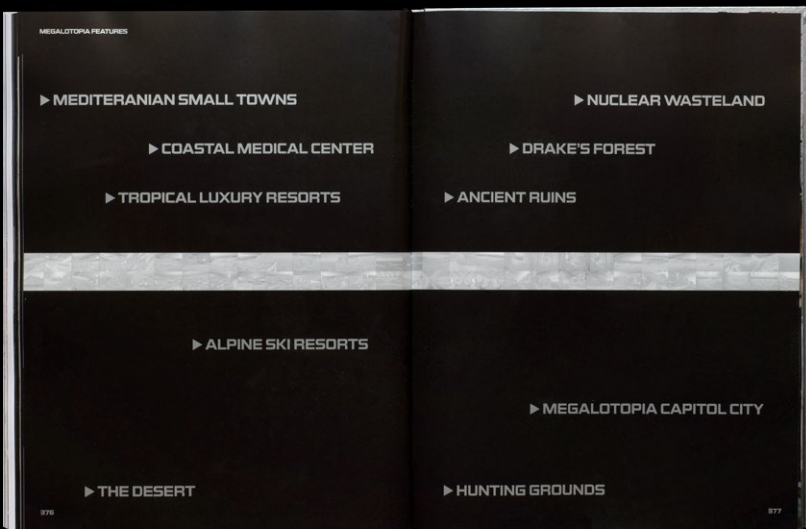 MEGALOTOPIA FEATURES
▶ MEDITERANIAN SMALL TOWNS
▶ COASTAL MEDICAL CENTER
▶ TROPICAL LUXURY RESORTS
▶ ALPINE SKI RESORTS
▶ THE DESERT
376
▶ NUCLEAR WASTELAND
▶ DRAKE'S FOREST
▶ ANCIENT RUINS
▶ MEGALOTOPIA CAPITOL CITY
▶ HUNTING GROUNDS
377